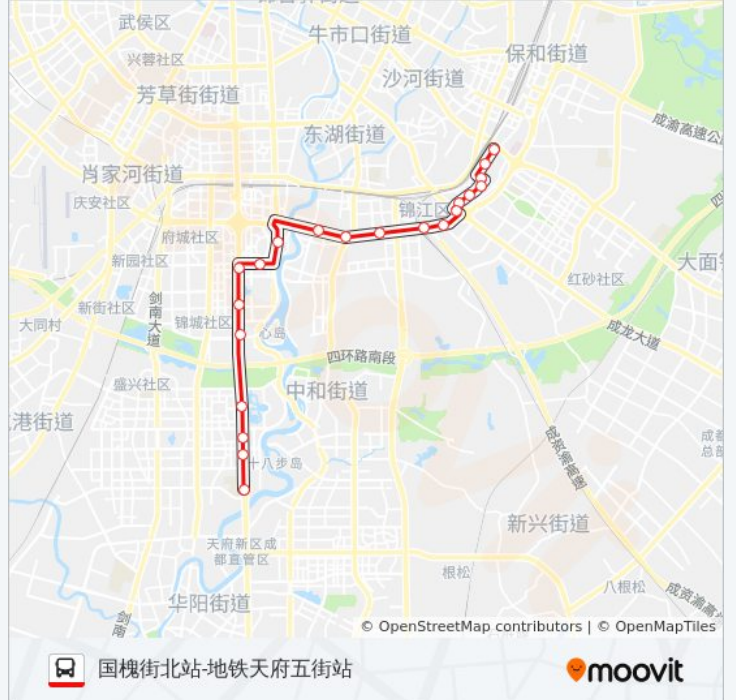 武侯区
牛市口街道
保和街道
兴蓉社区
沙河街道
芳草街街道
成渝高速公
东湖街道
肖家河街道
庆安社区
锦江区
府城社区
新园社区
大面
红砂社区
新街社区
剑南大道
大同村
锦城社区
心岛
成龙大道
四环路南段
盛兴社区
中和街道
港街道
成都
总部
十八步岛
新兴街道
天府新区成
都直管区
根松
八根松
华阳街道
剑南
© OpenStreetMap contributors | © OpenMapTiles
国槐街北站-地铁天府五街站
moovit